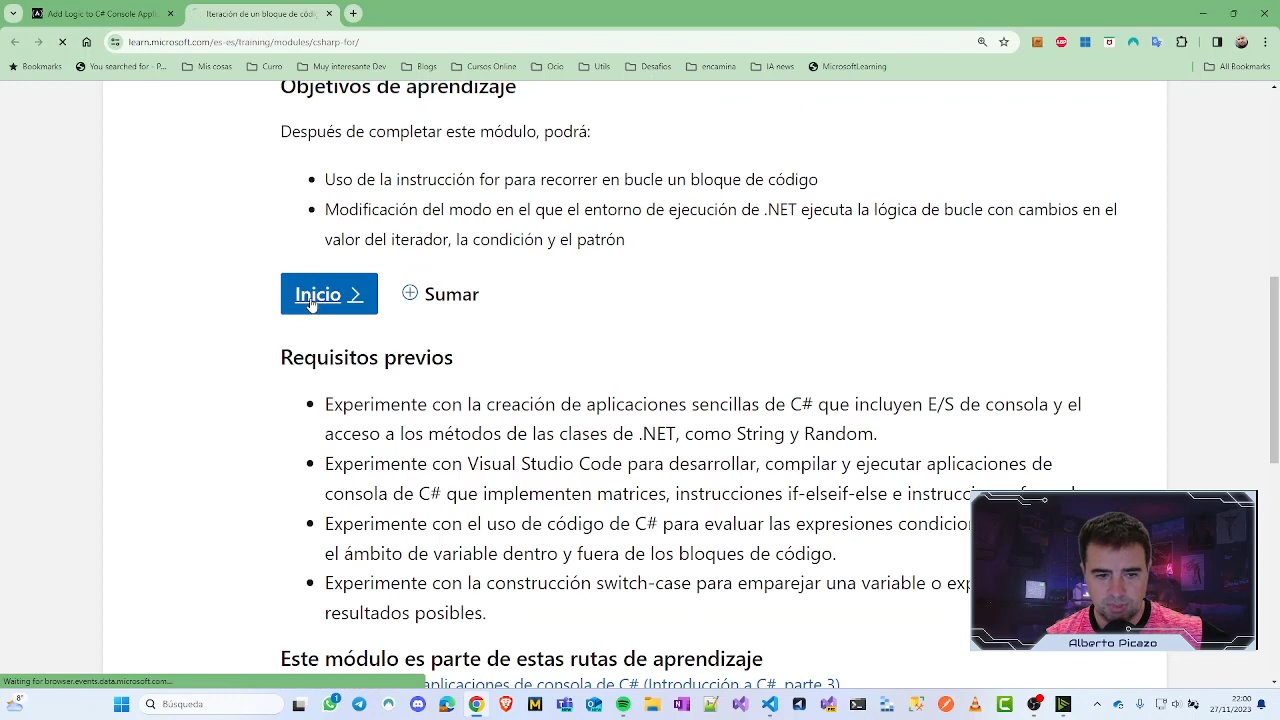 Add Logic to C# Console Appli
Iteración de un bloque de códig
learn.microsoft.com/es-es/training/modules/csharp-for/
Bookmarks
You searched for - P...
Mis cosas
Curro
Muy interesante Dev
Blogs
Cursos Online
Ocio
Utils
Desafios
encamina
IA news
MicrosoftLearning
All Bookmarks
Objetivos de aprendizaje
Después de completar este módulo, podrá:
• Uso de la instrucción for para recorrer en bucle un bloque de código
• Modificación del modo en el que el entorno de ejecución de .NET ejecuta la lógica de bucle con cambios en el
valor del iterador, la condición y el patrón
Inicio
Sumar
Requisitos previos
• Experimente con la creación de aplicaciones sencillas de C# que incluyen E/S de consola y el
acceso a los métodos de las clases de .NET, como String y Random.
• Experimente con Visual Studio Code para desarrollar, compilar y ejecutar aplicaciones de
consola de C# que implementen matrices, instrucciones if-elseif-else e
• Experimente con el uso de código de C# para evaluar las expresiones
el ámbito de variable dentro y fuera de los bloques de código.
• Experimente con la construcción switch-case para emparejar una variable o
resultados posibles.
Alberto Picazo
Este módulo es parte de estas rutas de aprendizaje
aplicaciones de consola de C# (Introducción a C#, parte 3)
Waiting for browser.events.data.microsoft.com...
8°
Búsqueda
22:00
27/11/2023